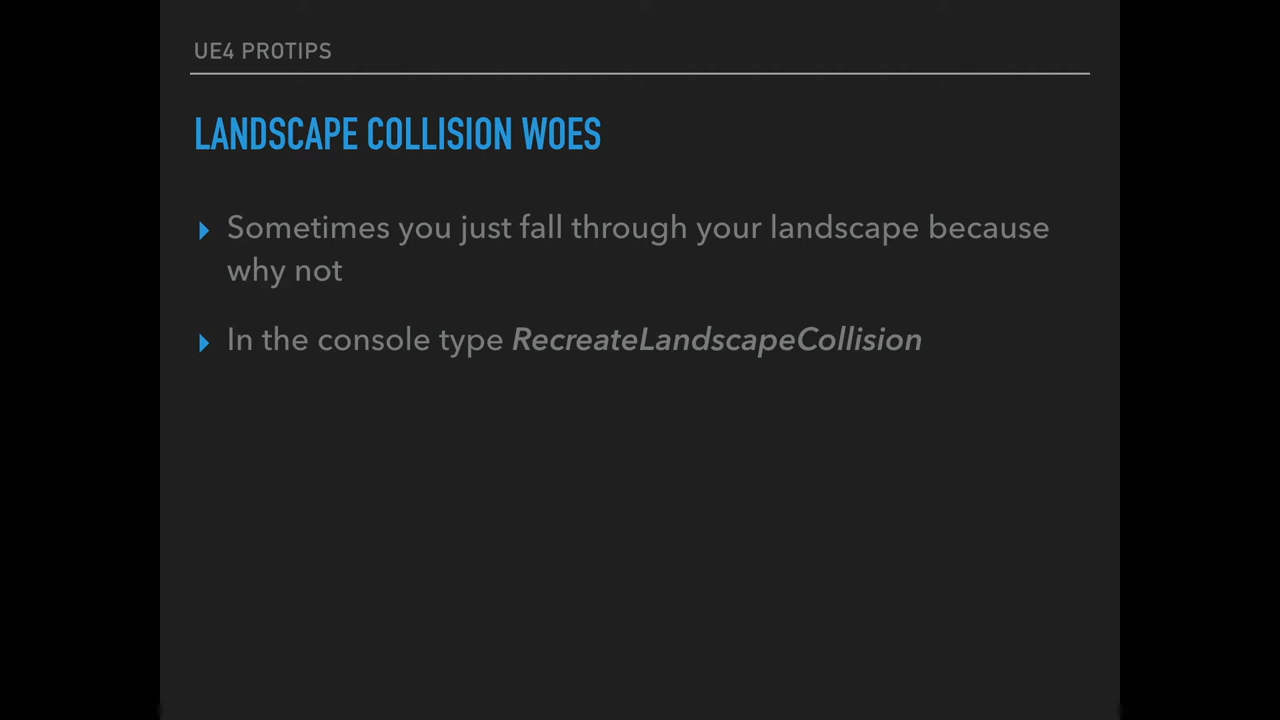 UE4 PROTIPS
LANDSCAPE COLLISION WOES
Sometimes you just fall through your landscape because
why not
In the console type RecreateLandscapeCollision